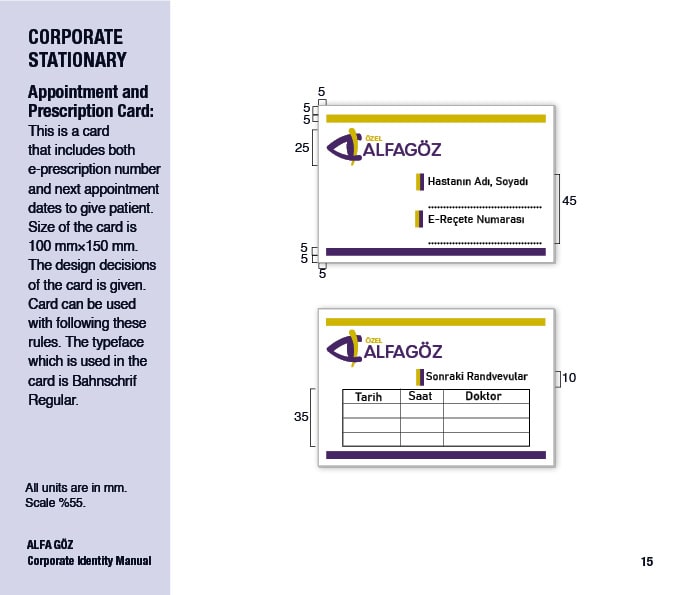 CORPORATE
STATIONARY
Appointment and
Prescription Card:
This is a card
that includes both
e-prescription number
and next appointment
dates to give patient.
Size of the card is
100 mm×150 mm.
The design decisions
of the card is given.
Card can be used
with following these
rules. The typeface
which is used in the
card is Bahnschrif
Regular.
All units are in mm.
Scale %55.
ALFA GÖZ
Corporate Identity Manual
5
5
5
25
ÖZEL
ALFAGÖZ
Hastanın Adı, Soyadı
E-Reçete Numarası
45
5
5
5
ÖZEL
ALFAGÖZ
Sonraki Randvevular
10
Tarih Saat Doktor
35
15